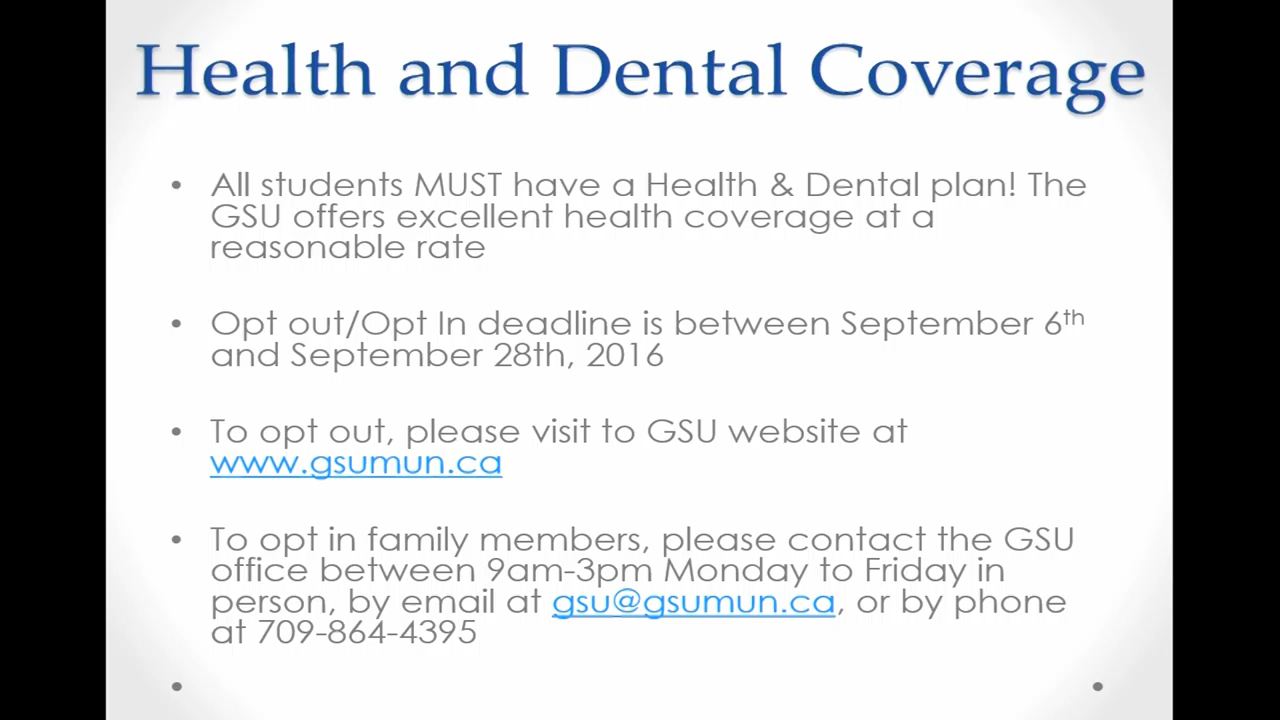 Health and Dental Coverage
• All students MUST have a Health & Dental plan! The
GSU offers excellent health coverage at a
reasonable rate
• Opt out/Opt In deadline is between September 6th
and September 28th, 2016
• To opt out, please visit to GSU website at
www.gsumun.ca
• To opt in family members, please contact the GSU
office between 9am-3pm Monday to Friday in
person, by email at gsu@gsumun.ca, or by phone
at 709-864-4395